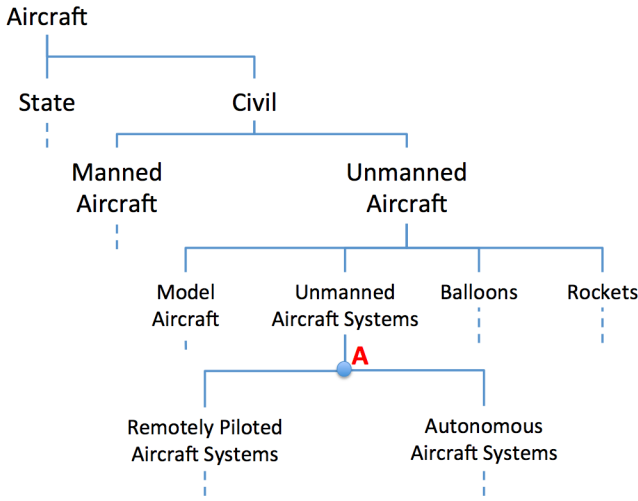 Aircraft
State
Civil
Manned
Aircraft
Unmanned
Aircraft
Model
Aircraft
Unmanned
Aircraft Systems
Balloons
Rockets
A
Remotely Piloted
Aircraft Systems
Autonomous
Aircraft Systems